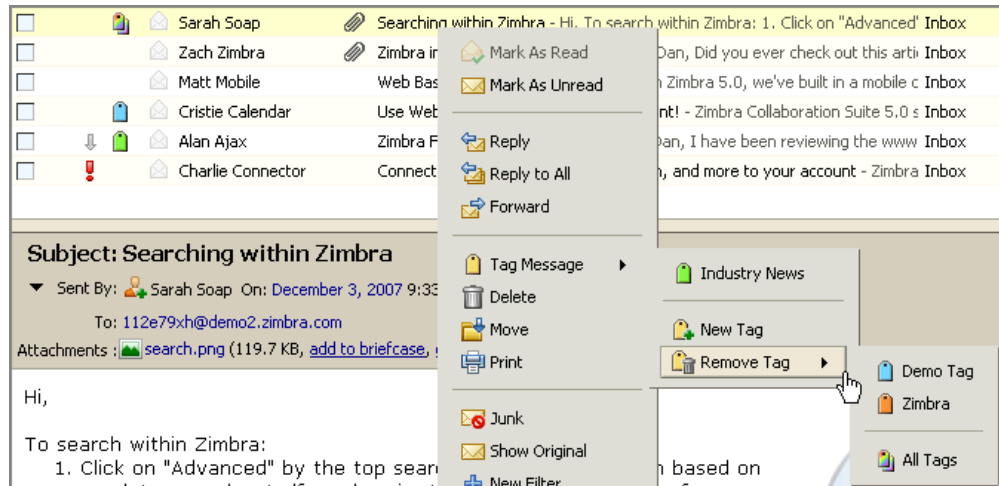 Sarah Soap Searching within Zimbra - Hi, To search within Zimbra: 1. Click on "Advanced" Inbox
Zach Zimbra Zimbra in Dan, Did you ever check out this arti Inbox
Matt Mobile Web Bas Zimbra 5.0, we've built in a mobile c Inbox
Cristie Calendar Use Web nt! - Zimbra Collaboration Suite 5.0 s Inbox
Alan Ajax Zimbra F Dan, I have been reviewing the www Inbox
Charlie Connector Connect , and more to your account - Zimbra Inbox
Mark As Read
Mark As Unread
Reply
Reply to All
Forward
Tag Message
Delete
Move
Print
Junk
Show Original
New Filter
Industry News
New Tag
Remove Tag
Demo Tag
Zimbra
All Tags
Subject: Searching within Zimbra
Sent By: Sarah Soap On: December 3, 2007 9:33
To: 112e79xh@demo2.zimbra.com
Attachments : search.png (119.7 KB, add to briefcase,
Hi,
To search within Zimbra:
1. Click on "Advanced" by the top sear based on